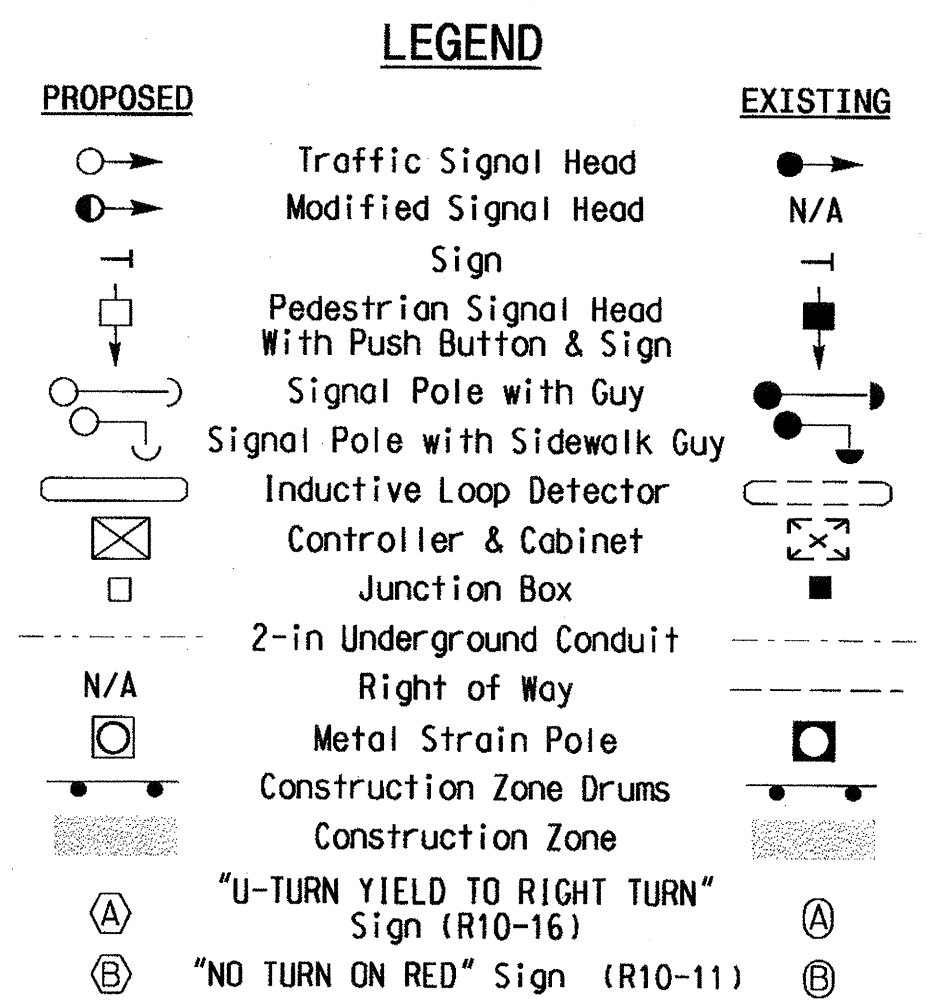 LEGEND
PROPOSED EXISTING
Traffic Signal Head
Modified Signal Head N/A
Sign
Pedestrian Signal Head
With Push Button & Sign
Signal Pole with Guy
Signal Pole with Sidewalk Guy
Inductive Loop Detector
Controller & Cabinet
Junction Box
2-in Underground Conduit
N/A Right of Way
Metal Strain Pole
Construction Zone Drums
Construction Zone
"U-TURN YIELD TO RIGHT TURN"
A Sign (R10-16) A
B "NO TURN ON RED" Sign (R10-11) B